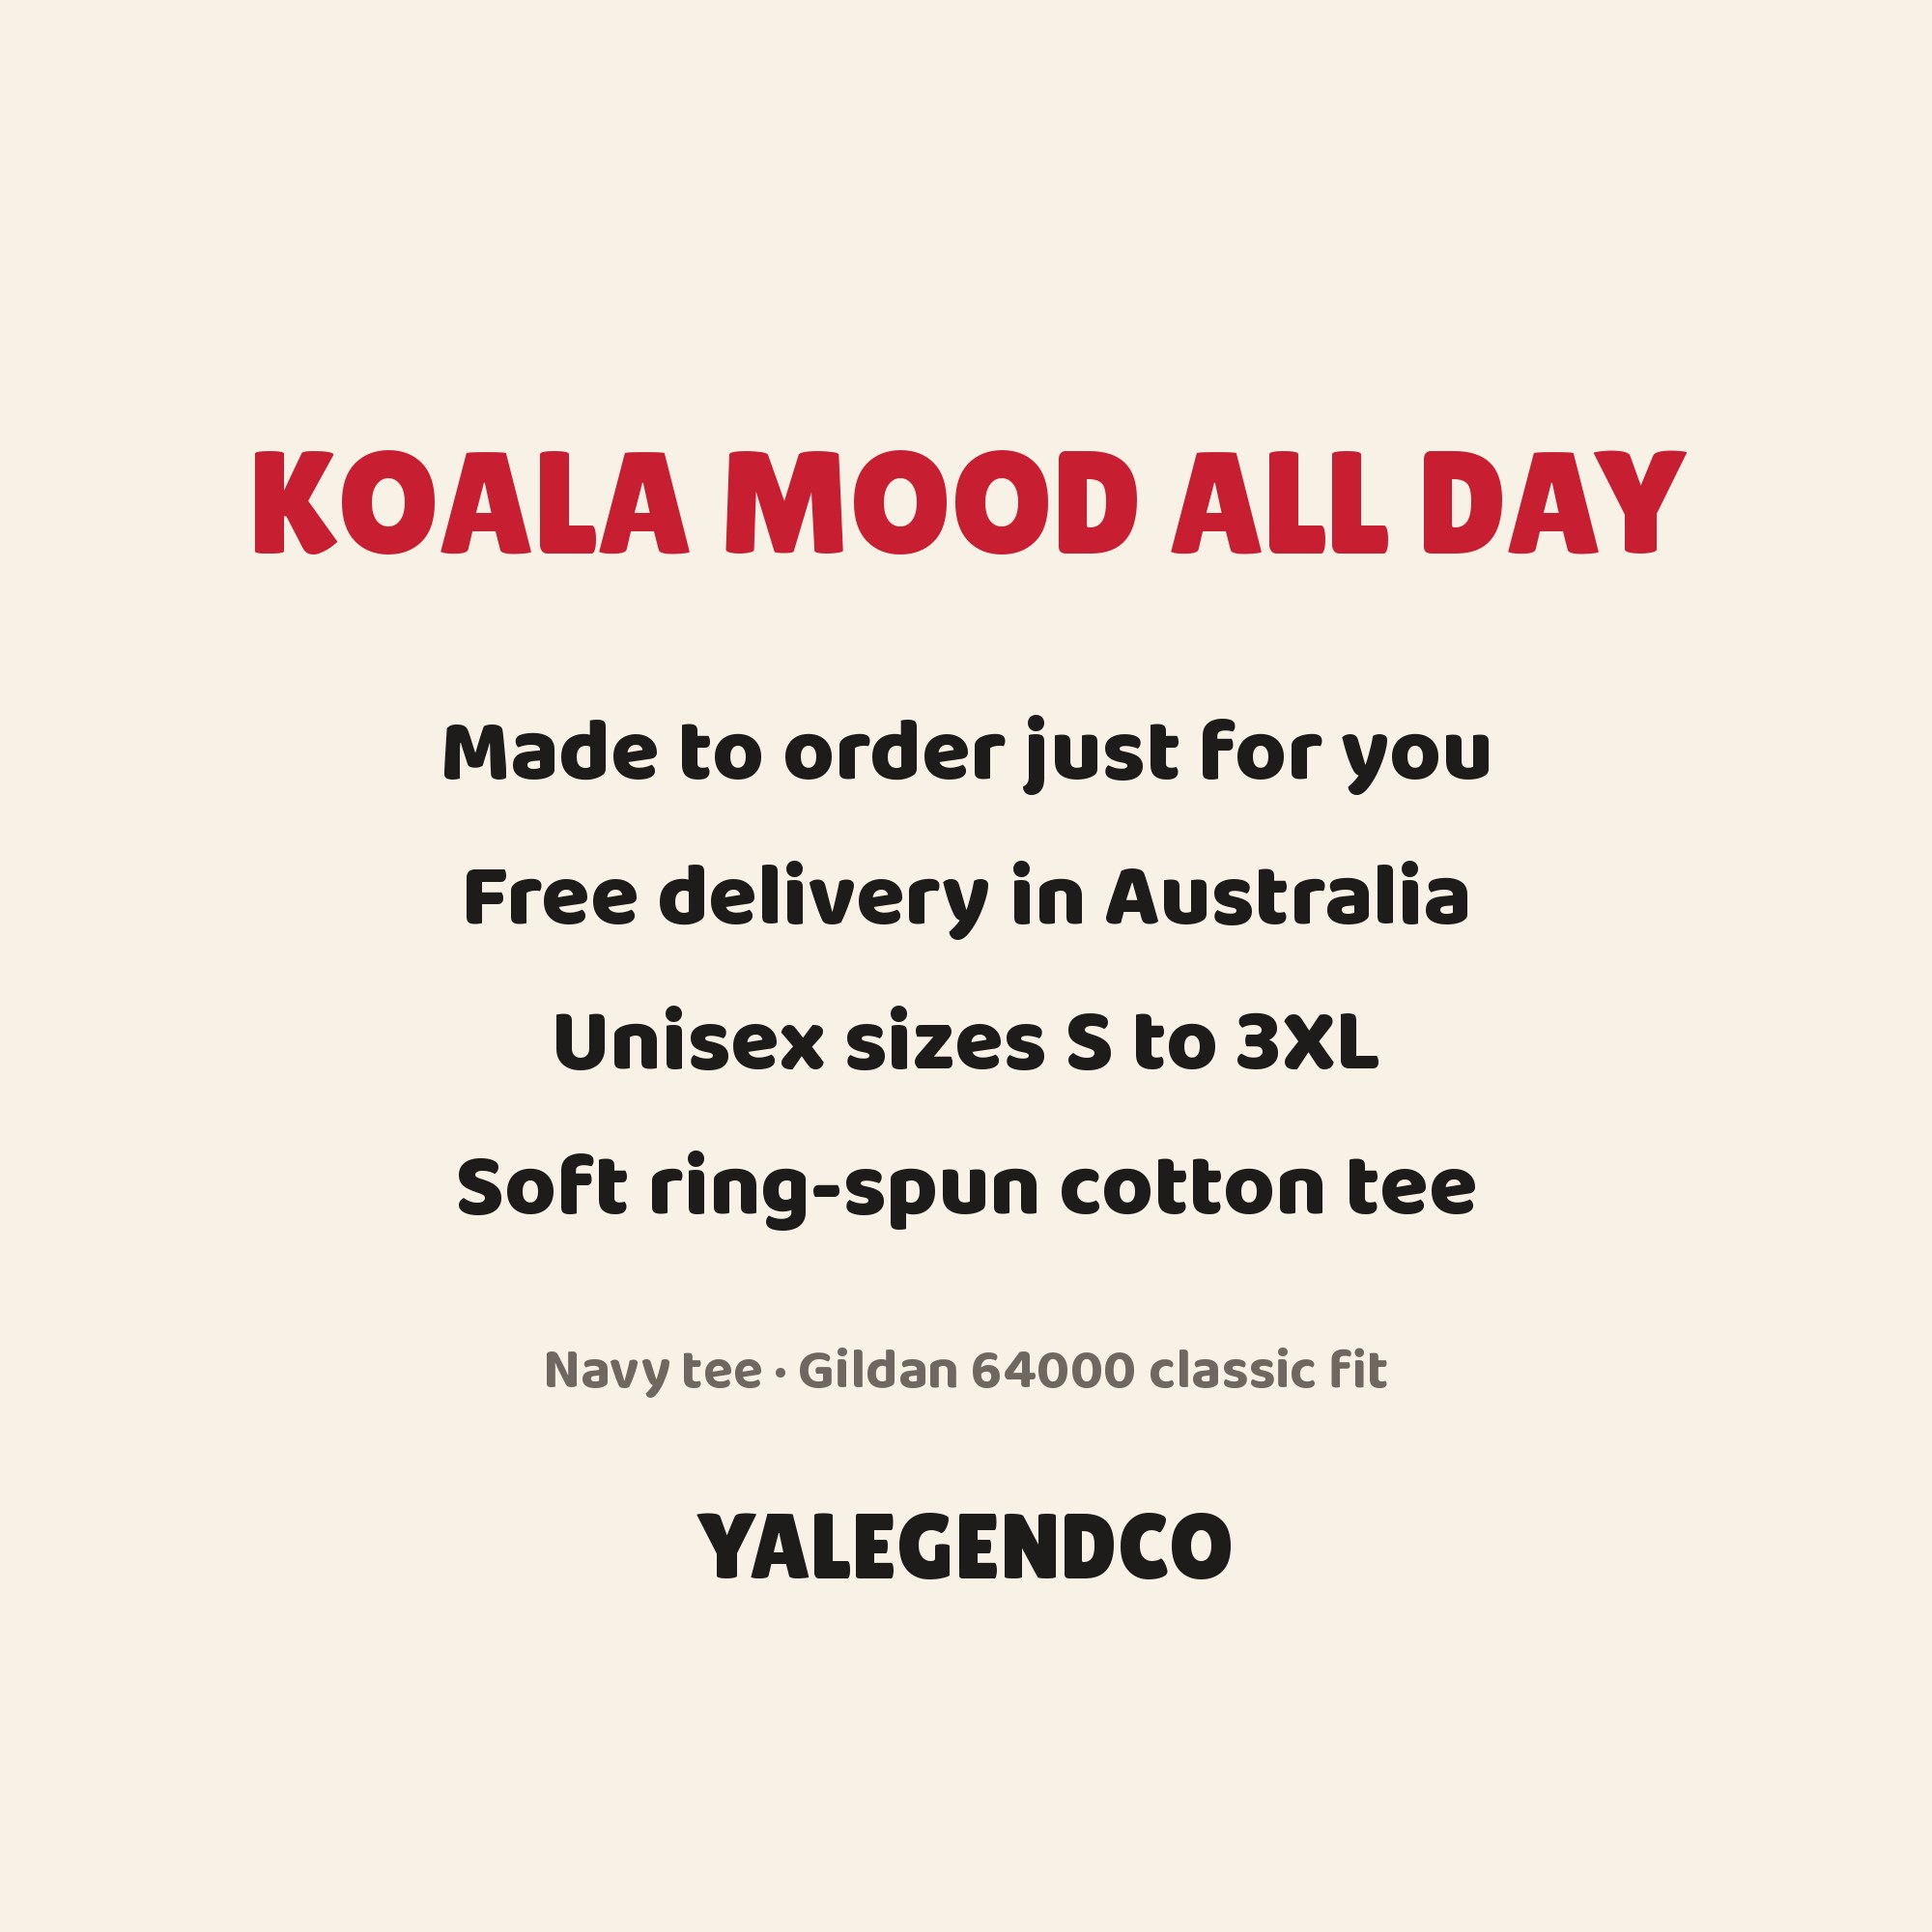 KOALA MOOD ALL DAY
Made to order just for you
Free delivery in Australia
Unisex sizes S to 3XL
Soft ring-spun cotton tee
Navy tee · Gildan 64000 classic fit
YALEGENDCO